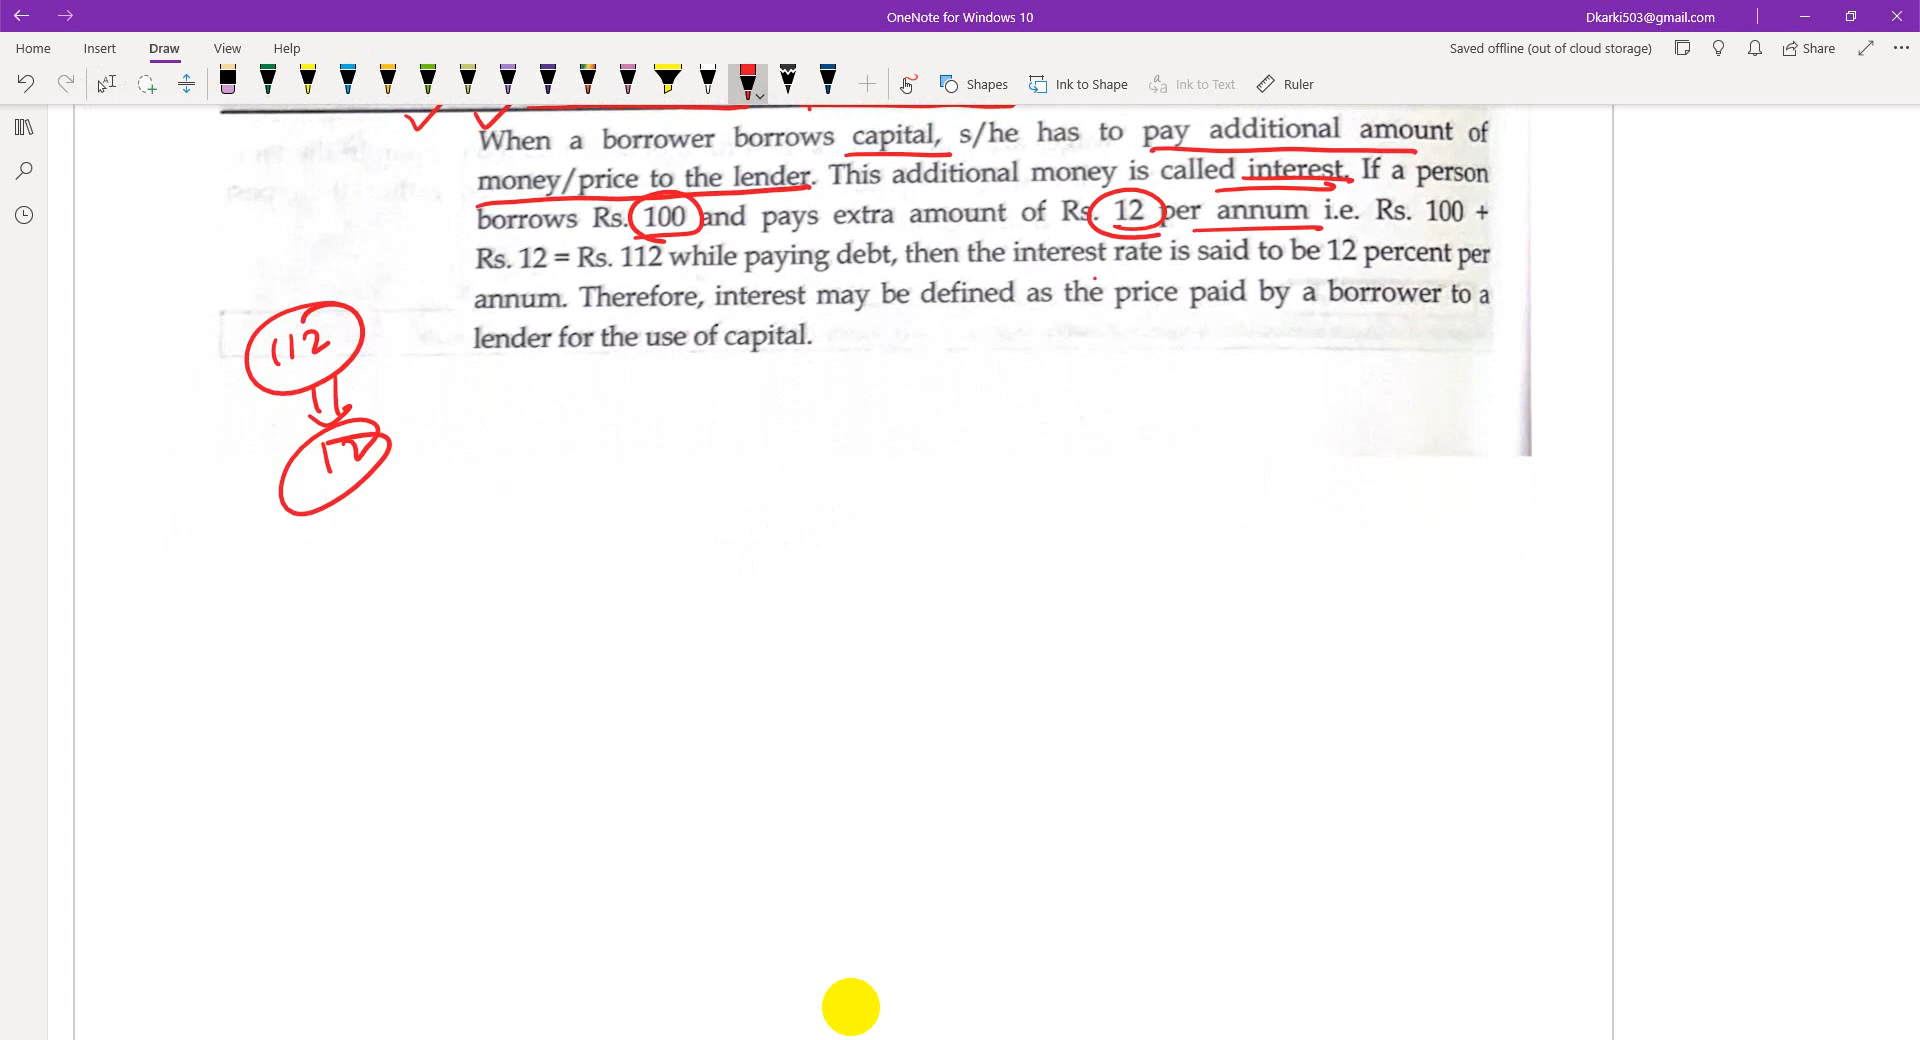 OneNote for Windows 10
Dkarki503@gmail.com
Home Insert Draw View Help
Saved offline (out of cloud storage) Share
Shapes Ink to Shape Ink to Text Ruler
When a borrower borrows capital, s/he has to pay additional amount of
money/price to the lender. This additional money is called interest. If a person
borrows Rs. 100 and pays extra amount of Rs. 12 per annum i.e. Rs. 100 +
Rs. 12 = Rs. 112 while paying debt, then the interest rate is said to be 12 percent per
annum. Therefore, interest may be defined as the price paid by a borrower to a
lender for the use of capital.
112
12